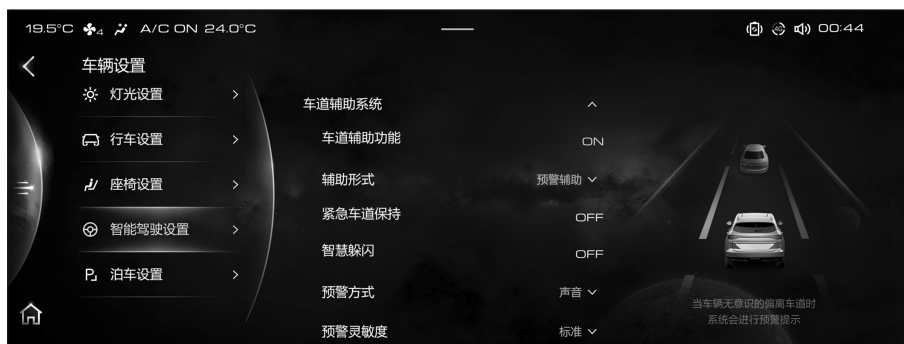 19.5°C 4 A/C ON 24.0°C 00:44
车辆设置
灯光设置
行车设置
座椅设置
智能驾驶设置
泊车设置
车道辅助系统
车道辅助功能 ON
辅助形式 预警辅助
紧急车道保持 OFF
智慧躲闪 OFF
预警方式 声音
预警灵敏度 标准
当车辆无意识的偏离车道时
系统会进行预警提示